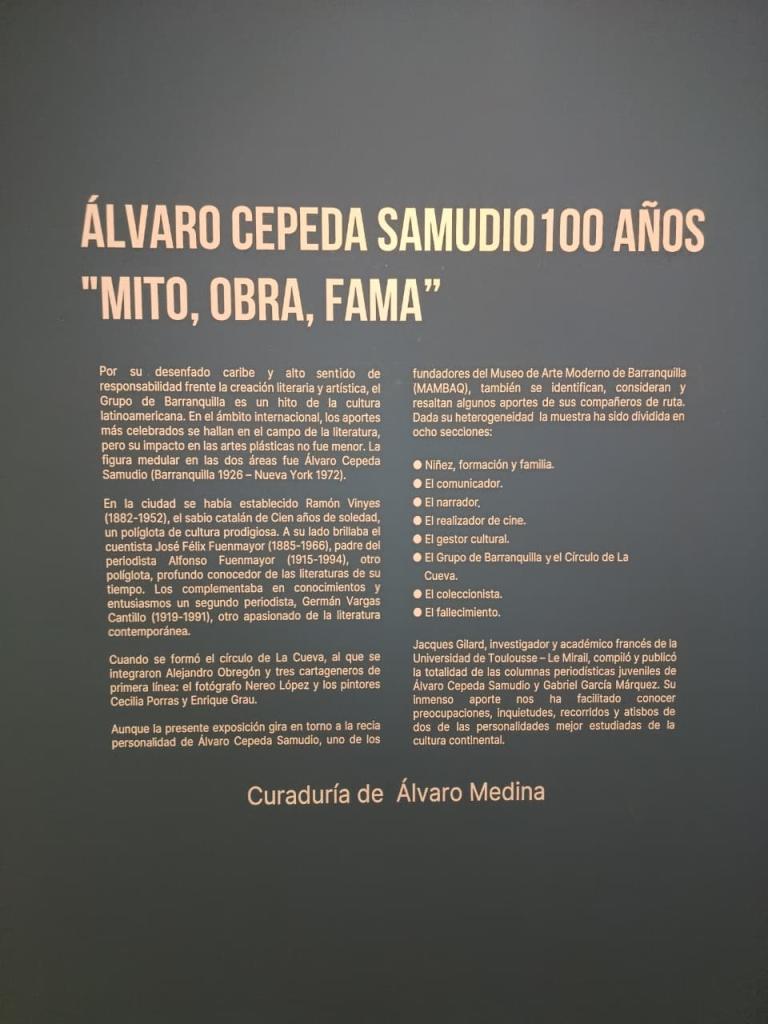 ÁLVARO CEPEDA SAMUDIO 100 AÑOS
"MITO, OBRA, FAMA”
Por su desenfado caribe y alto sentido de
responsabilidad frente la creación literaria y artística, el
Grupo de Barranquilla es un hito de la cultura
latinoamericana. En el ámbito internacional, los aportes
más celebrados se hallan en el campo de la literatura,
pero su impacto en las artes plásticas no fue menor. La
figura medular en las dos áreas fue Álvaro Cepeda
Samudio (Barranquilla 1926 – Nueva York 1972).
En la ciudad se había establecido Ramón Vinyes
(1882-1952), el sabio catalán de Cien años de soledad,
un políglota de cultura prodigiosa. A su lado brillaba el
cuentista José Félix Fuenmayor (1885-1966), padre del
periodista Alfonso Fuenmayor (1915-1994), otro
políglota, profundo conocedor de las literaturas de su
tiempo. Los complementaba en conocimientos y
entusiasmos un segundo periodista, Germán Vargas
Cantillo (1919-1991), otro apasionado de la literatura
contemporánea.
Cuando se formó el círculo de La Cueva, al que se
integraron Alejandro Obregón y tres cartageneros de
primera línea: el fotógrafo Nereo López y los pintores
Cecilia Porras y Enrique Grau.
Aunque la presente exposición gira en torno a la recia
personalidad de Álvaro Cepeda Samudio, uno de los
fundadores del Museo de Arte Moderno de Barranquilla
(MAMBAQ), también se identifican, consideran y
resaltan algunos aportes de sus compañeros de ruta.
Dada su heterogeneidad la muestra ha sido dividida en
ocho secciones:
● Niñez, formación y familia.
● El comunicador.
● El narrador.
● El realizador de cine.
● El gestor cultural.
● El Grupo de Barranquilla y el Círculo de La
Cueva.
● El coleccionista.
● El fallecimiento.
Jacques Gilard, investigador y académico francés de la
Universidad de Toulousse – Le Mirail, compiló y publicó
la totalidad de las columnas periodísticas juveniles de
Álvaro Cepeda Samudio y Gabriel García Márquez. Su
inmenso aporte nos ha facilitado conocer
preocupaciones, inquietudes, recorridos y atisbos de
dos de las personalidades mejor estudiadas de la
cultura continental.
Curaduría de Álvaro Medina